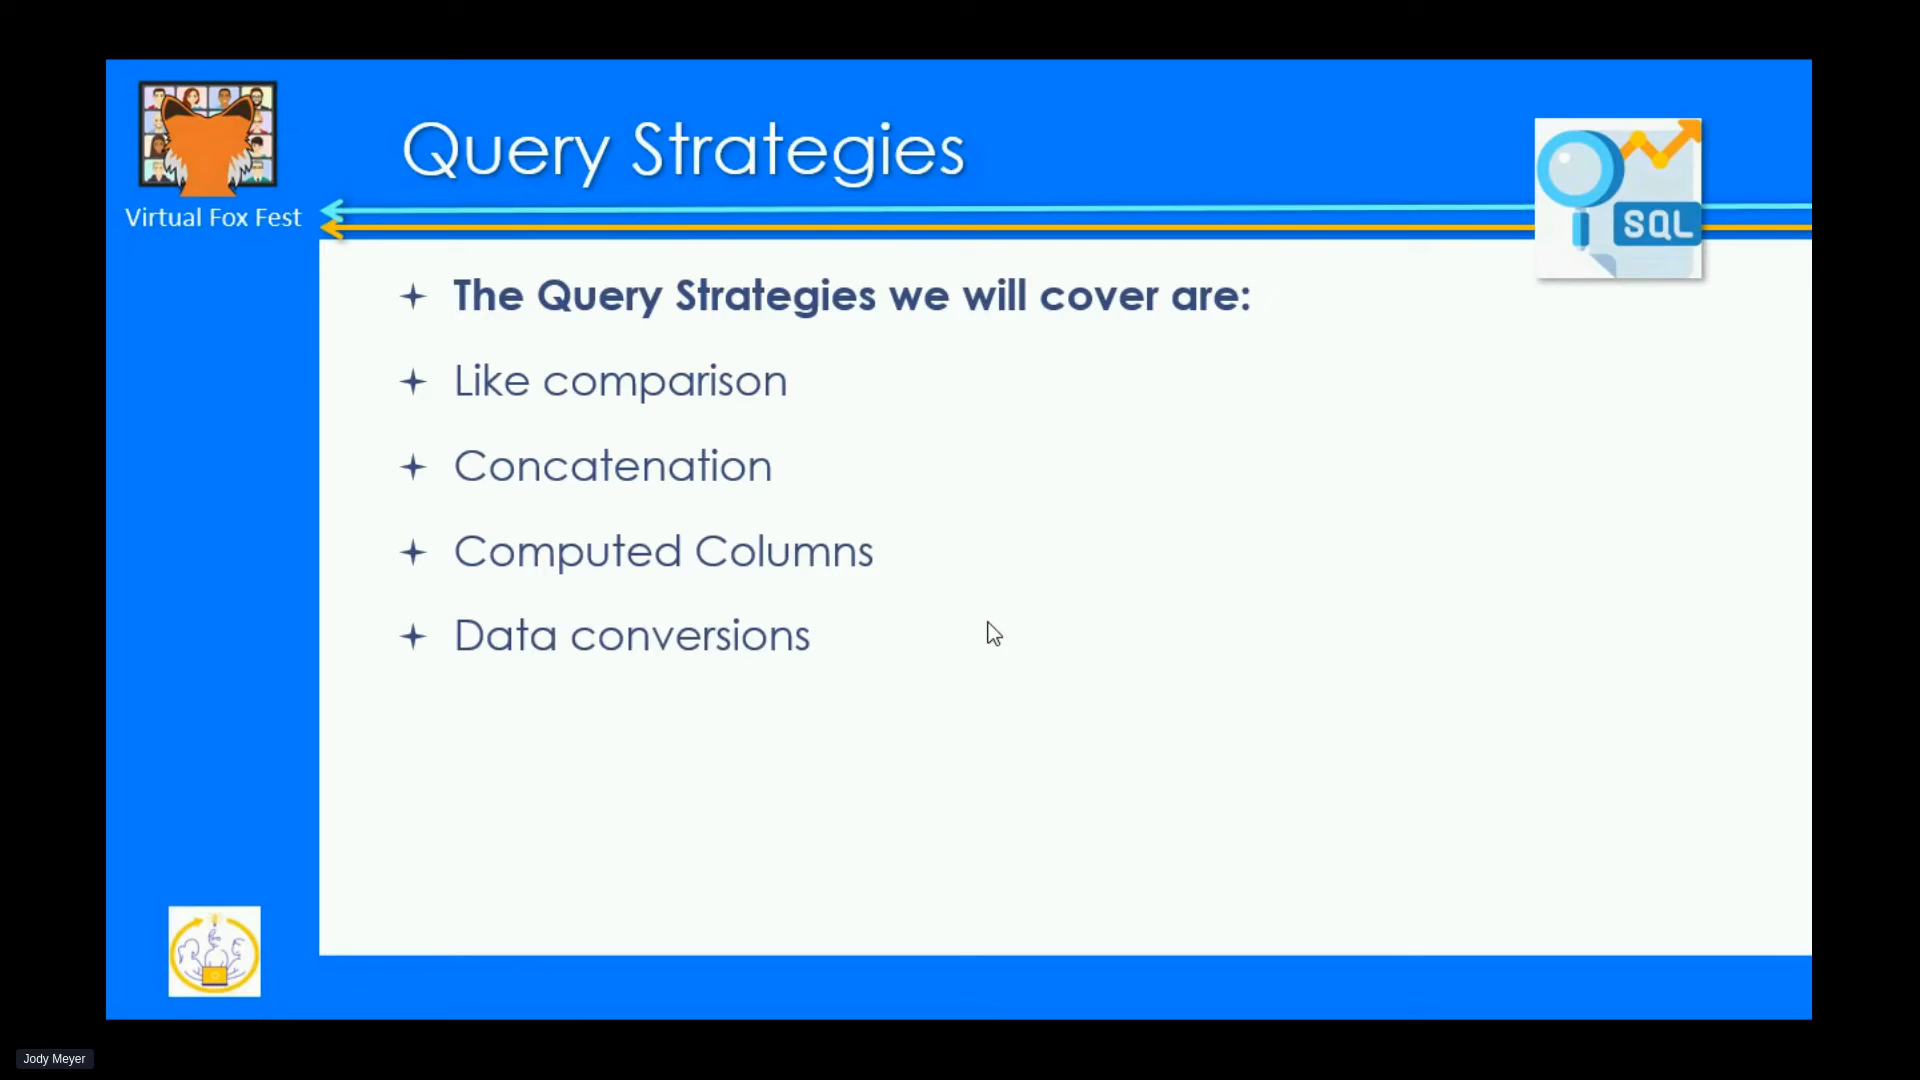 Query Strategies
SQL
Virtual Fox Fest
The Query Strategies we will cover are:
Like comparison
Concatenation
Computed Columns
Data conversions
Jody Meyer